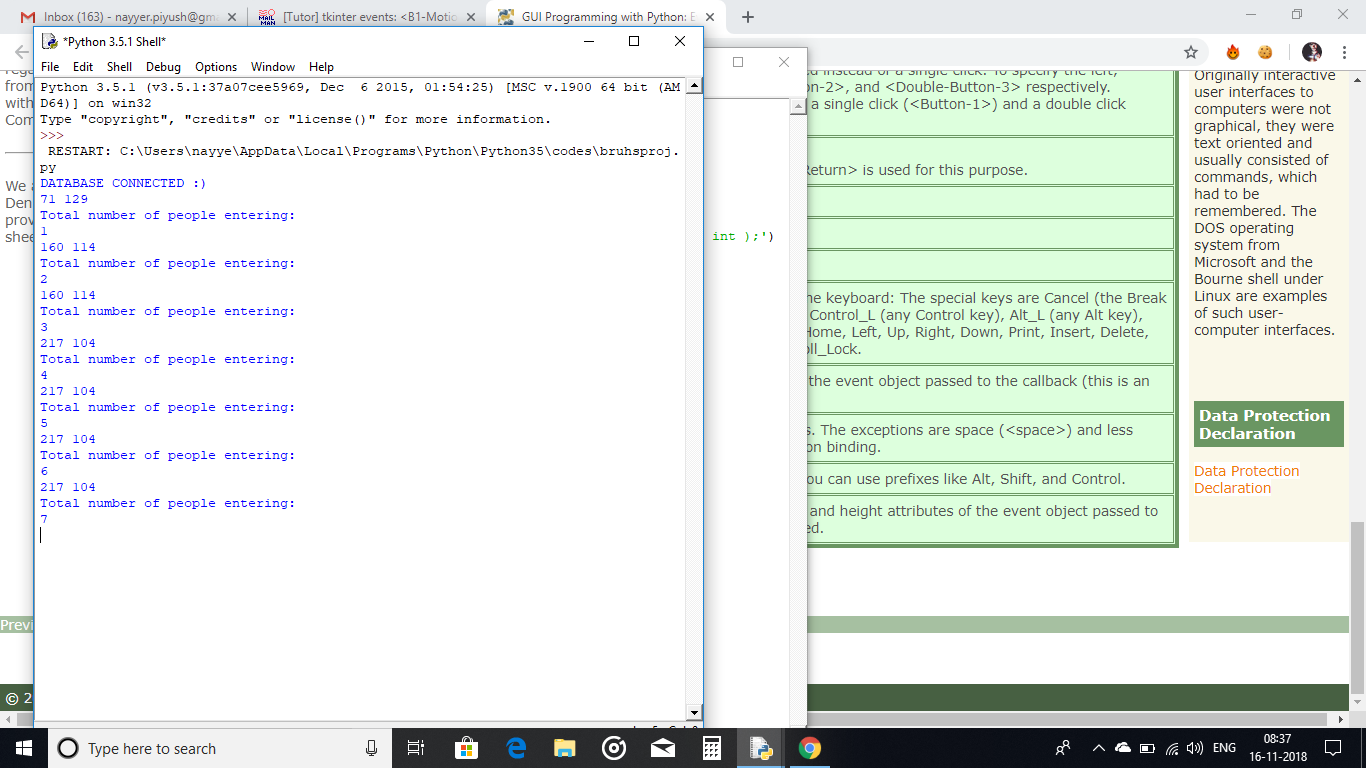 Inbox (163) - nayyer.piyush@gm
[Tutor] tkinter events: <B1-Motio
GUI Programming with Python: E
*Python 3.5.1 Shell*
File Edit Shell Debug Options Window Help
Python 3.5.1 (v3.5.1:37a07cee5969, Dec  6 2015, 01:54:25) [MSC v.1900 64 bit (AM
D64)] on win32
Type "copyright", "credits" or "license()" for more information.
>>>
 RESTART: C:\Users\nayye\AppData\Local\Programs\Python\Python35\codes\bruhsproj.
py
DATABASE CONNECTED :)
71 129
Total number of people entering:
1
160 114
Total number of people entering:
2
160 114
Total number of people entering:
3
217 104
Total number of people entering:
4
217 104
Total number of people entering:
5
217 104
Total number of people entering:
6
217 104
Total number of people entering:
7
from
with
Com
We a
Den
prov
shee
Previ
© 2
int );')
d instead of a single click. To specify the left,
on-2>, and <Double-Button-3> respectively.
a single click (<Button-1>) and a double click
Return> is used for this purpose.
he keyboard: The special keys are Cancel (the Break
Control_L (any Control key), Alt_L (any Alt key),
Home, Left, Up, Right, Down, Print, Insert, Delete,
oll_Lock.
the event object passed to the callback (this is an
s. The exceptions are space (<space>) and less
on binding.
ou can use prefixes like Alt, Shift, and Control.
and height attributes of the event object passed to
ed.
Originally interactive
user interfaces to
computers were not
graphical, they were
text oriented and
usually consisted of
commands, which
had to be
remembered. The
DOS operating
system from
Microsoft and the
Bourne shell under
Linux are examples
of such user-
computer interfaces.
Data Protection
Declaration
Data Protection
Declaration
Type here to search
ENG
08:37
16-11-2018